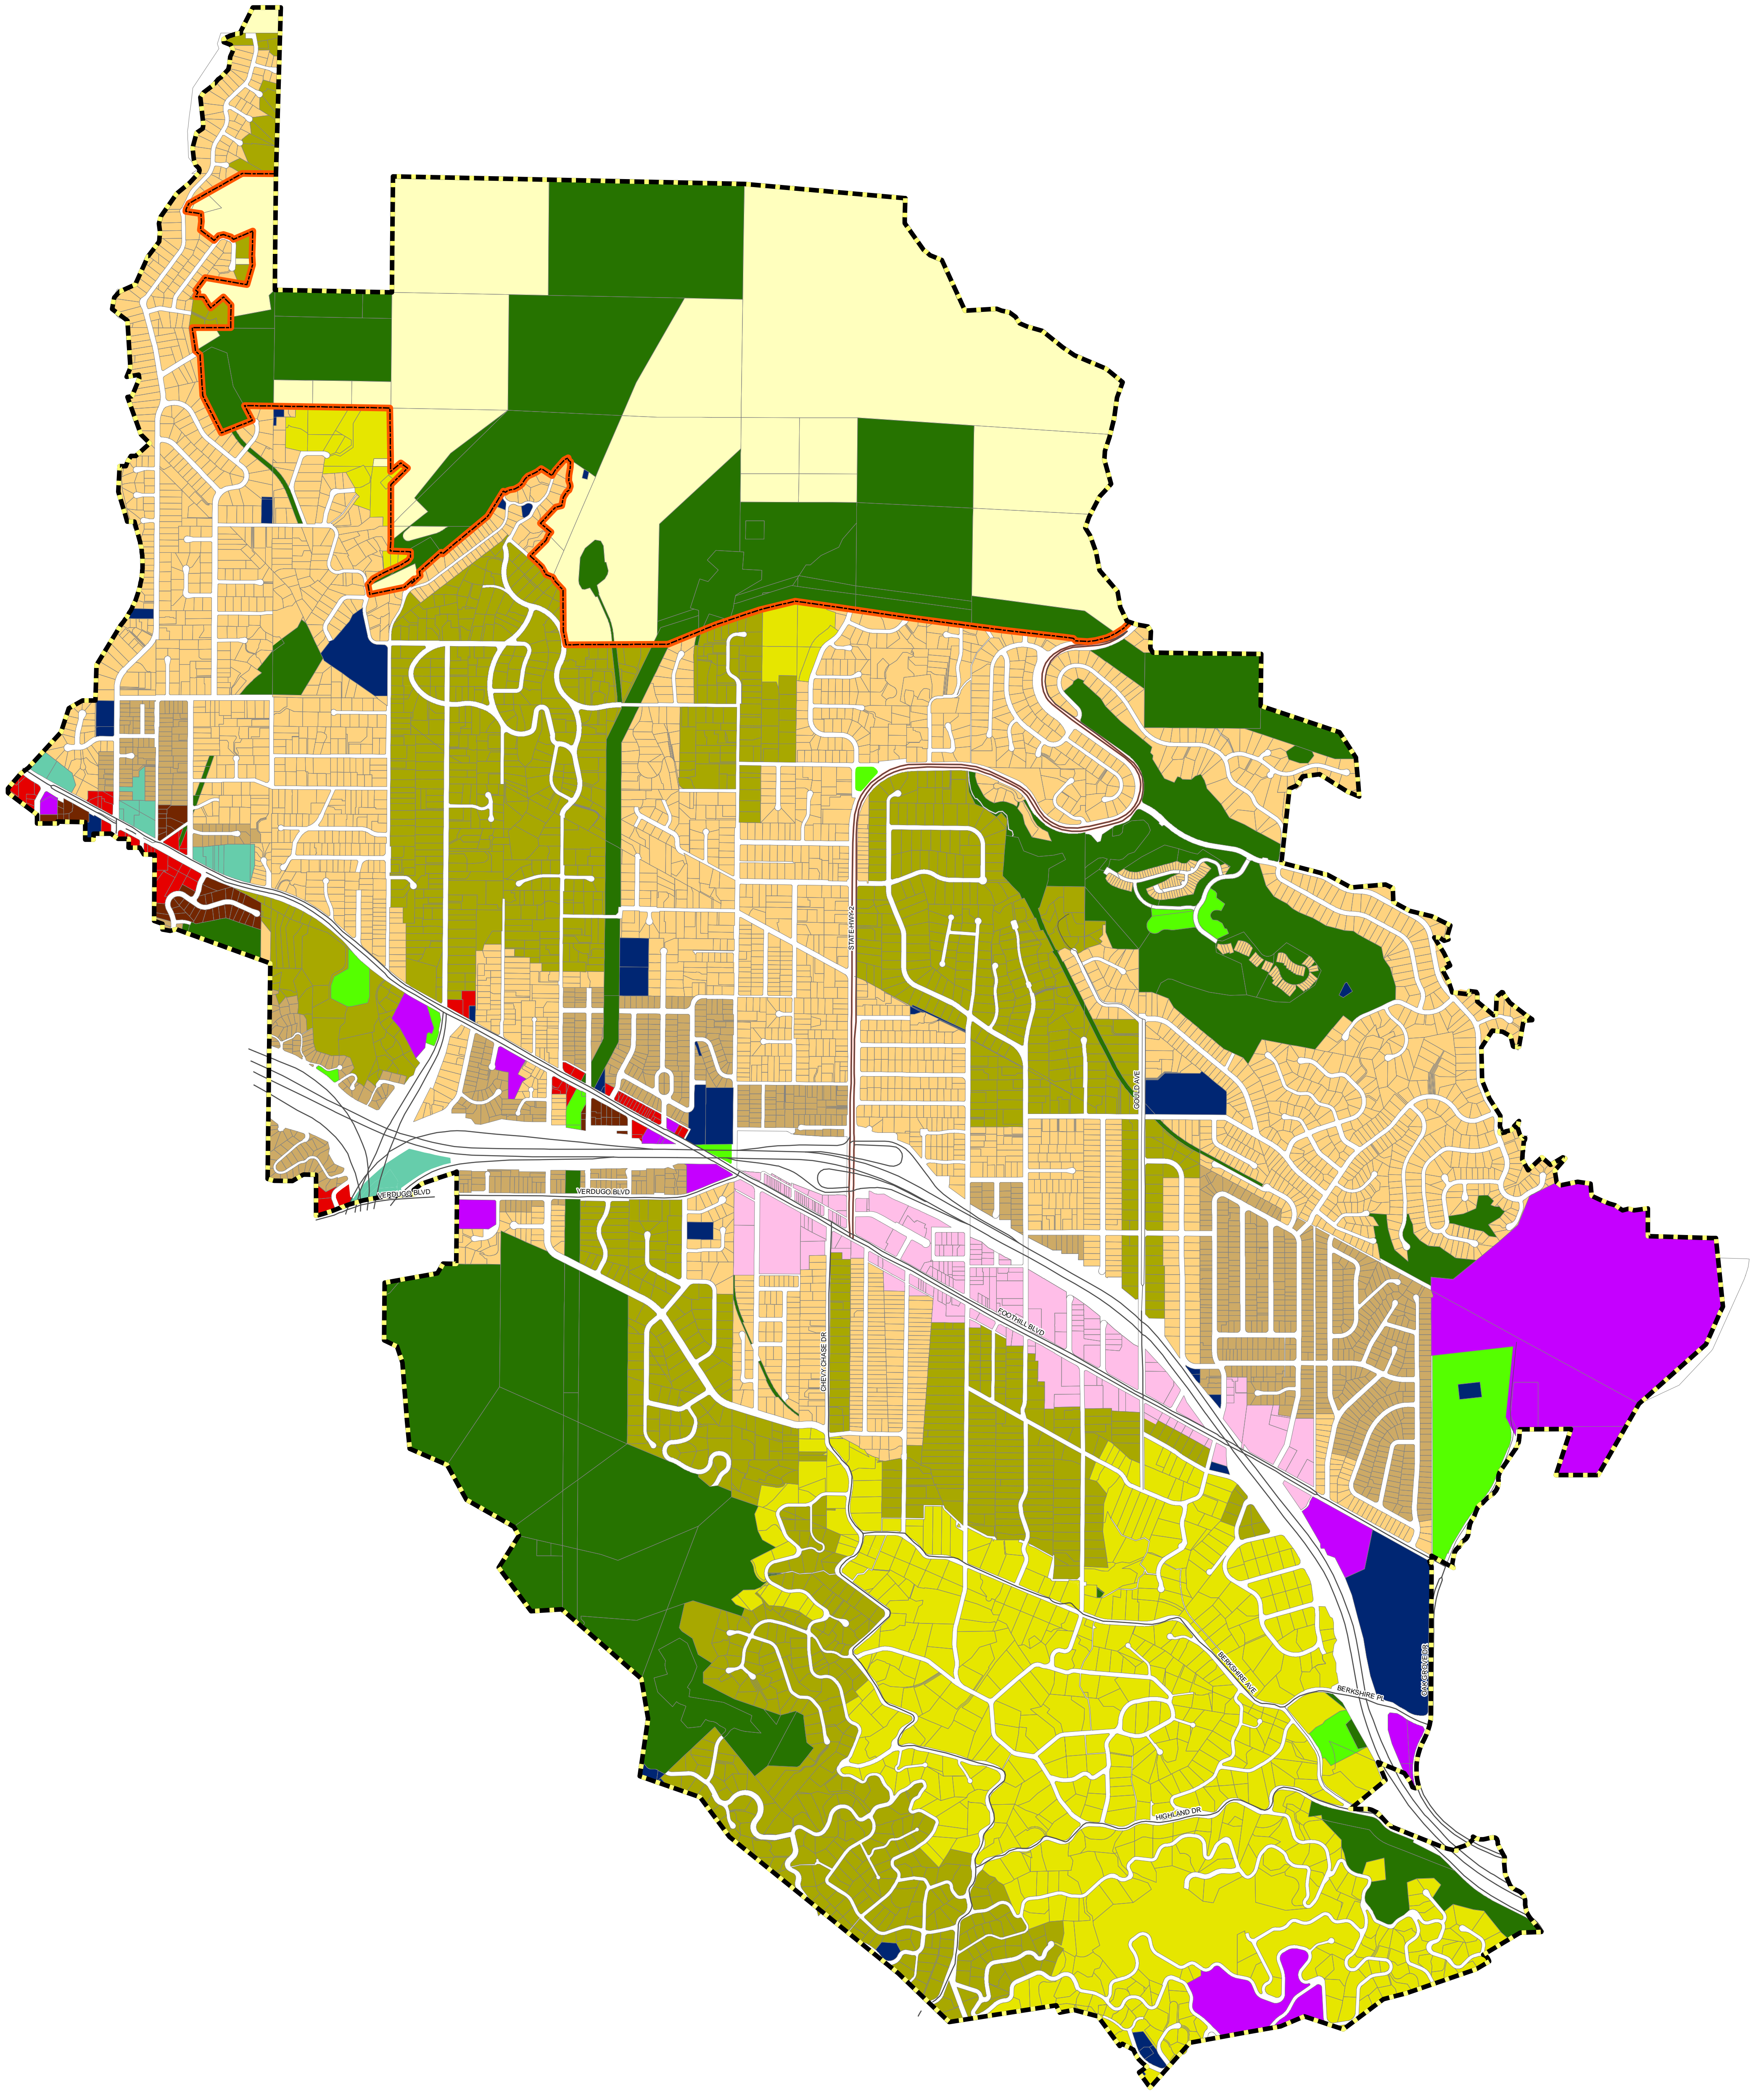 STATE HWY 2
GOULD AVE
VERDUGO BLVD
VERDUGO BLVD
FOOTHILL BLVD
CHEVY CHASE DR
BERKSHIRE AVE
OAK GROVE DR
BERKSHIRE PL
HIGHLAND DR